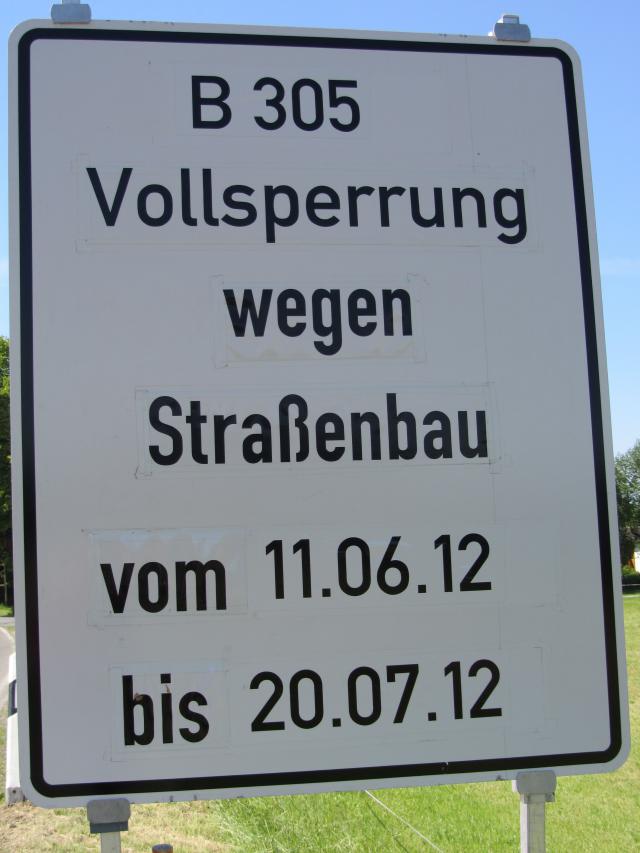 B 305
Vollsperrung
wegen
Straßenbau
vom 11.06.12
bis 20.07.12